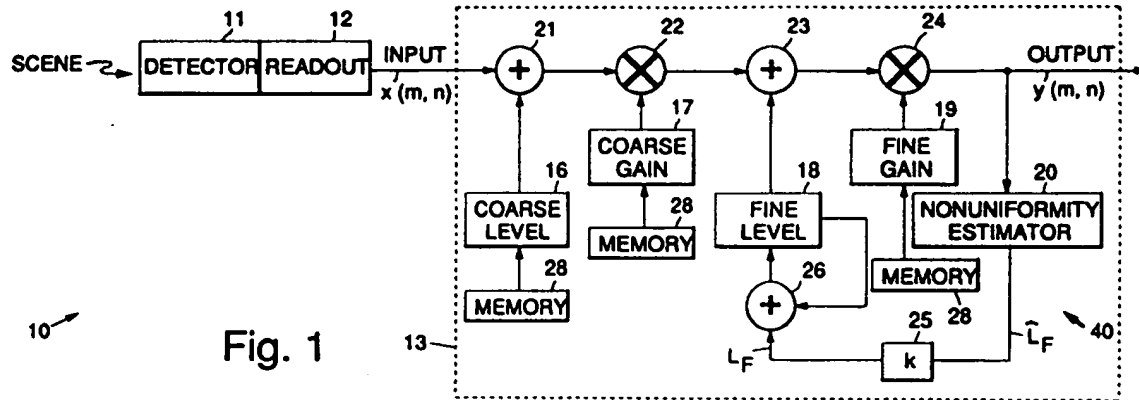 11
12
21
22
23
24
SCENE
DETECTOR
READOUT
INPUT
x (m, n)
OUTPUT
y (m, n)
17
COARSE
GAIN
19
FINE
GAIN
16
COARSE
LEVEL
18
FINE
LEVEL
20
NONUNIFORMITY
ESTIMATOR
28
MEMORY
28
MEMORY
26
MEMORY
28
10
Fig. 1
13
L_F
25
k
L̂_F
40